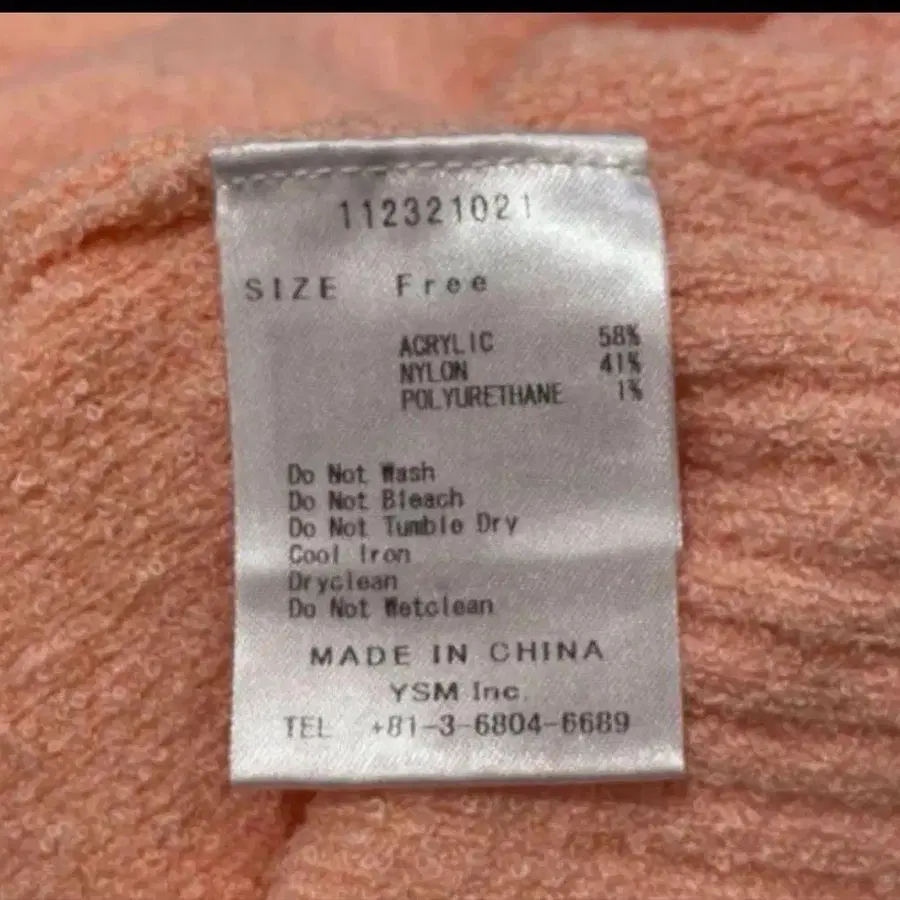 112321021
SIZE Free
ACRYLIC 58%
NYLON 41%
POLYURETHANE 1%
Do Not Wash
Do Not Bleach
Do Not Tumble Dry
Cool Iron
Dryclean
Do Not Wetclean
MADE IN CHINA
YSM Inc.
TEL +81-3-6804-6689